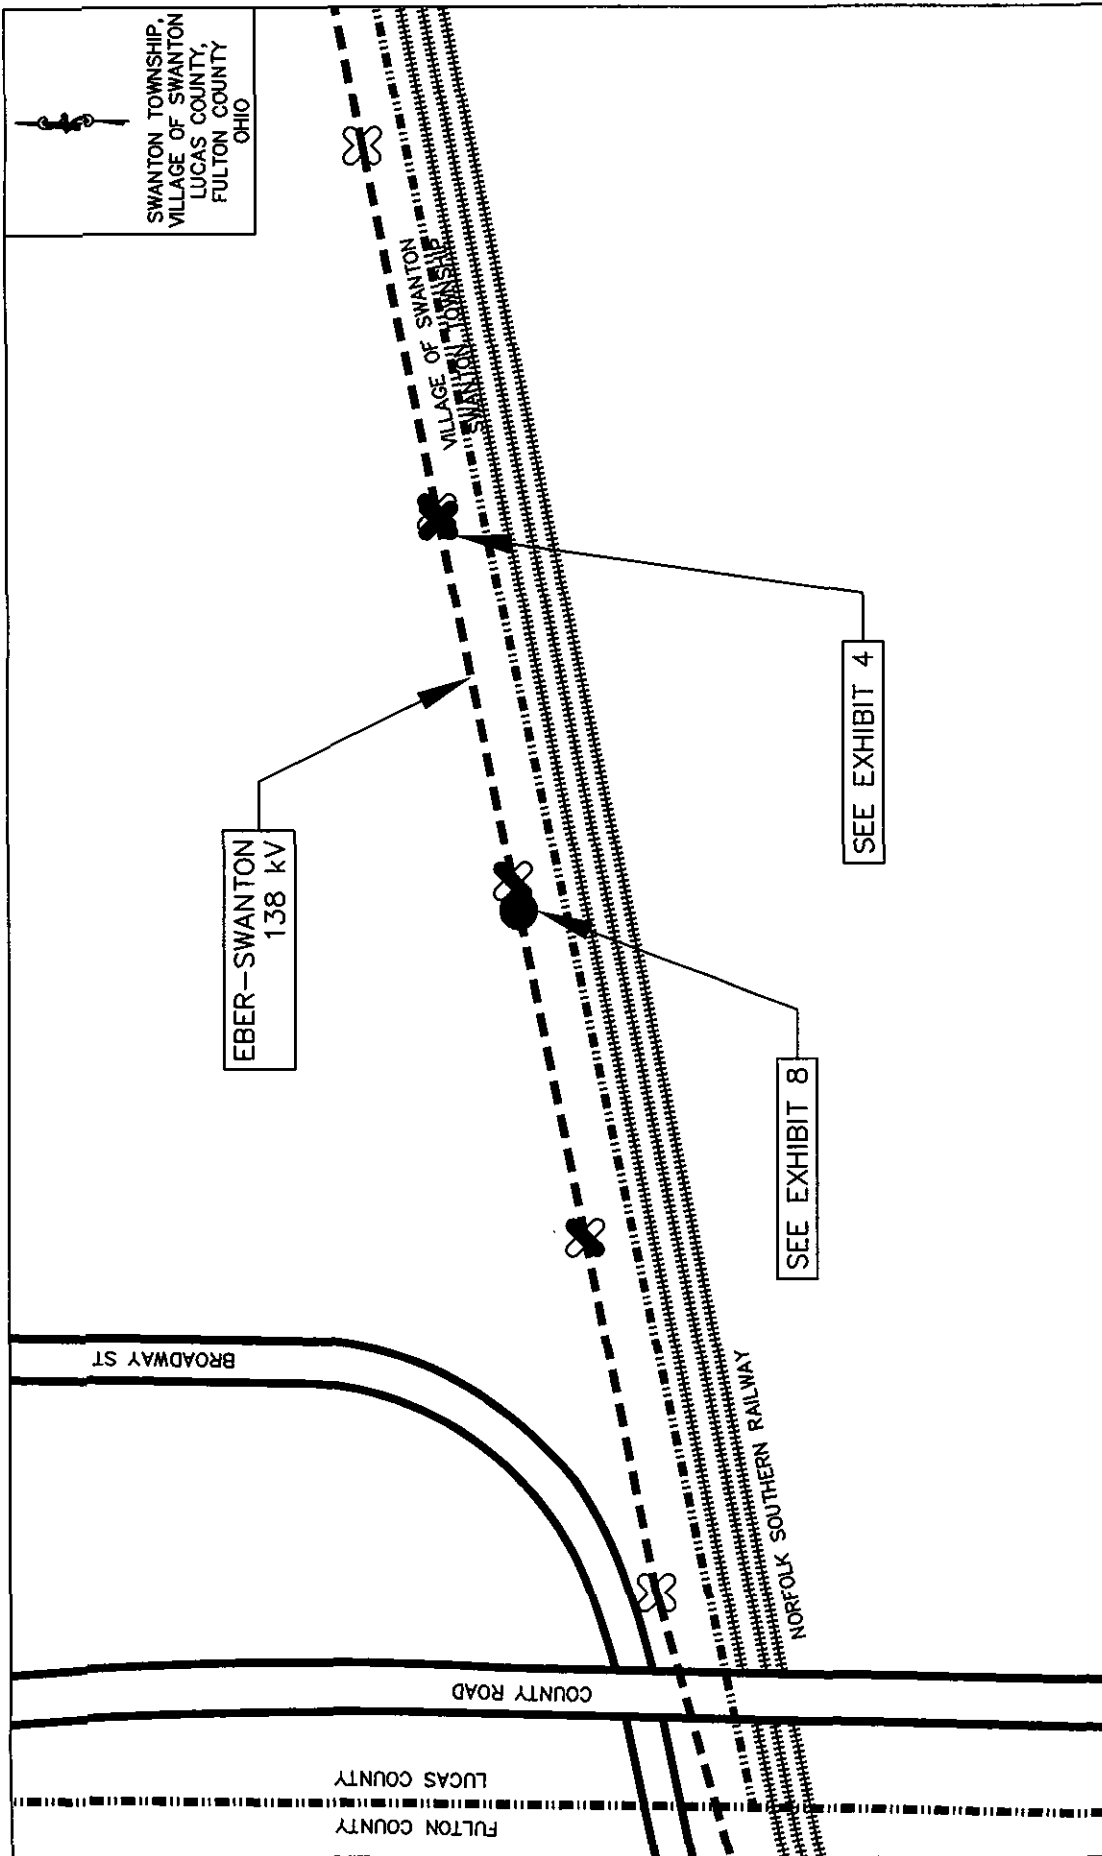 SWANTON TOWNSHIP,
VILLAGE OF SWANTON
LUCAS COUNTY,
FULTON COUNTY
OHIO
VILLAGE OF SWANTON
SWANTON TOWNSHIP
EBER-SWANTON
138 kV
SEE EXHIBIT 4
SEE EXHIBIT 8
BROADWAY ST
NORFOLK SOUTHERN RAILWAY
COUNTY ROAD
LUCAS COUNTY
FULTON COUNTY